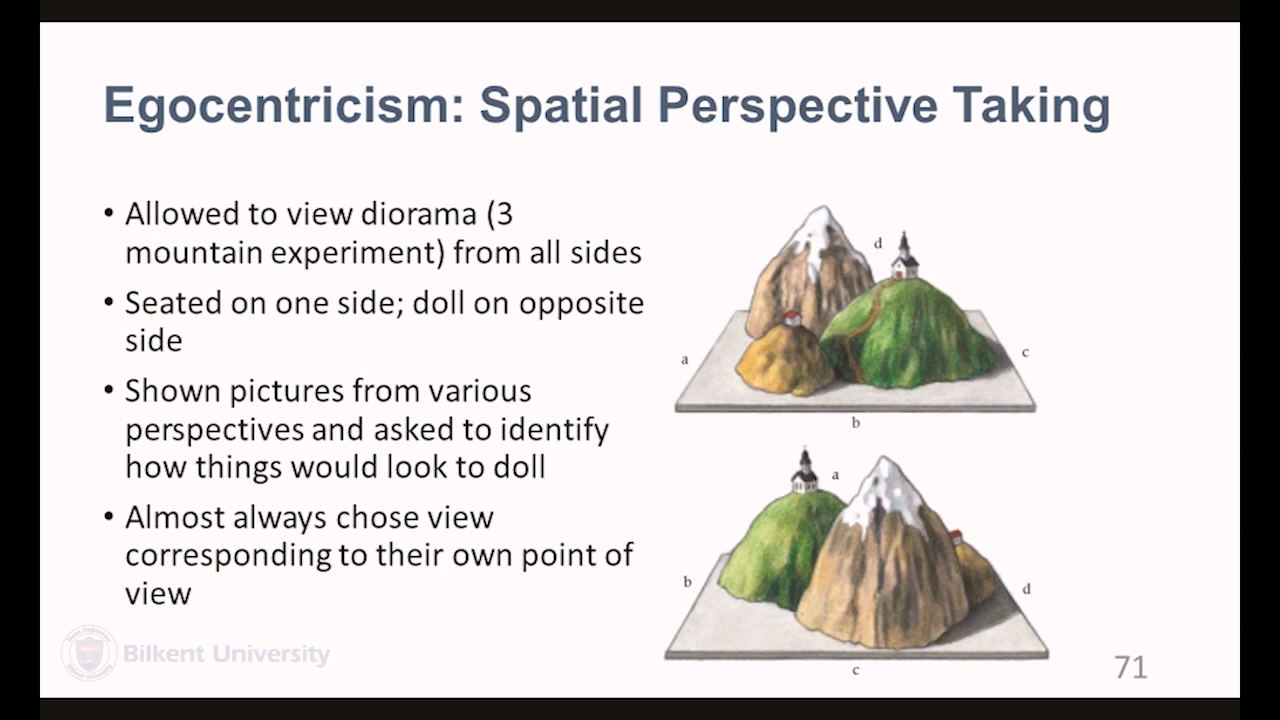 Egocentricism: Spatial Perspective Taking
• Allowed to view diorama (3
mountain experiment) from all sides
• Seated on one side; doll on opposite
side
• Shown pictures from various
perspectives and asked to identify
how things would look to doll
• Almost always chose view
corresponding to their own point of
view
d
a
c
b
a
b
d
c
Bilkent University
71